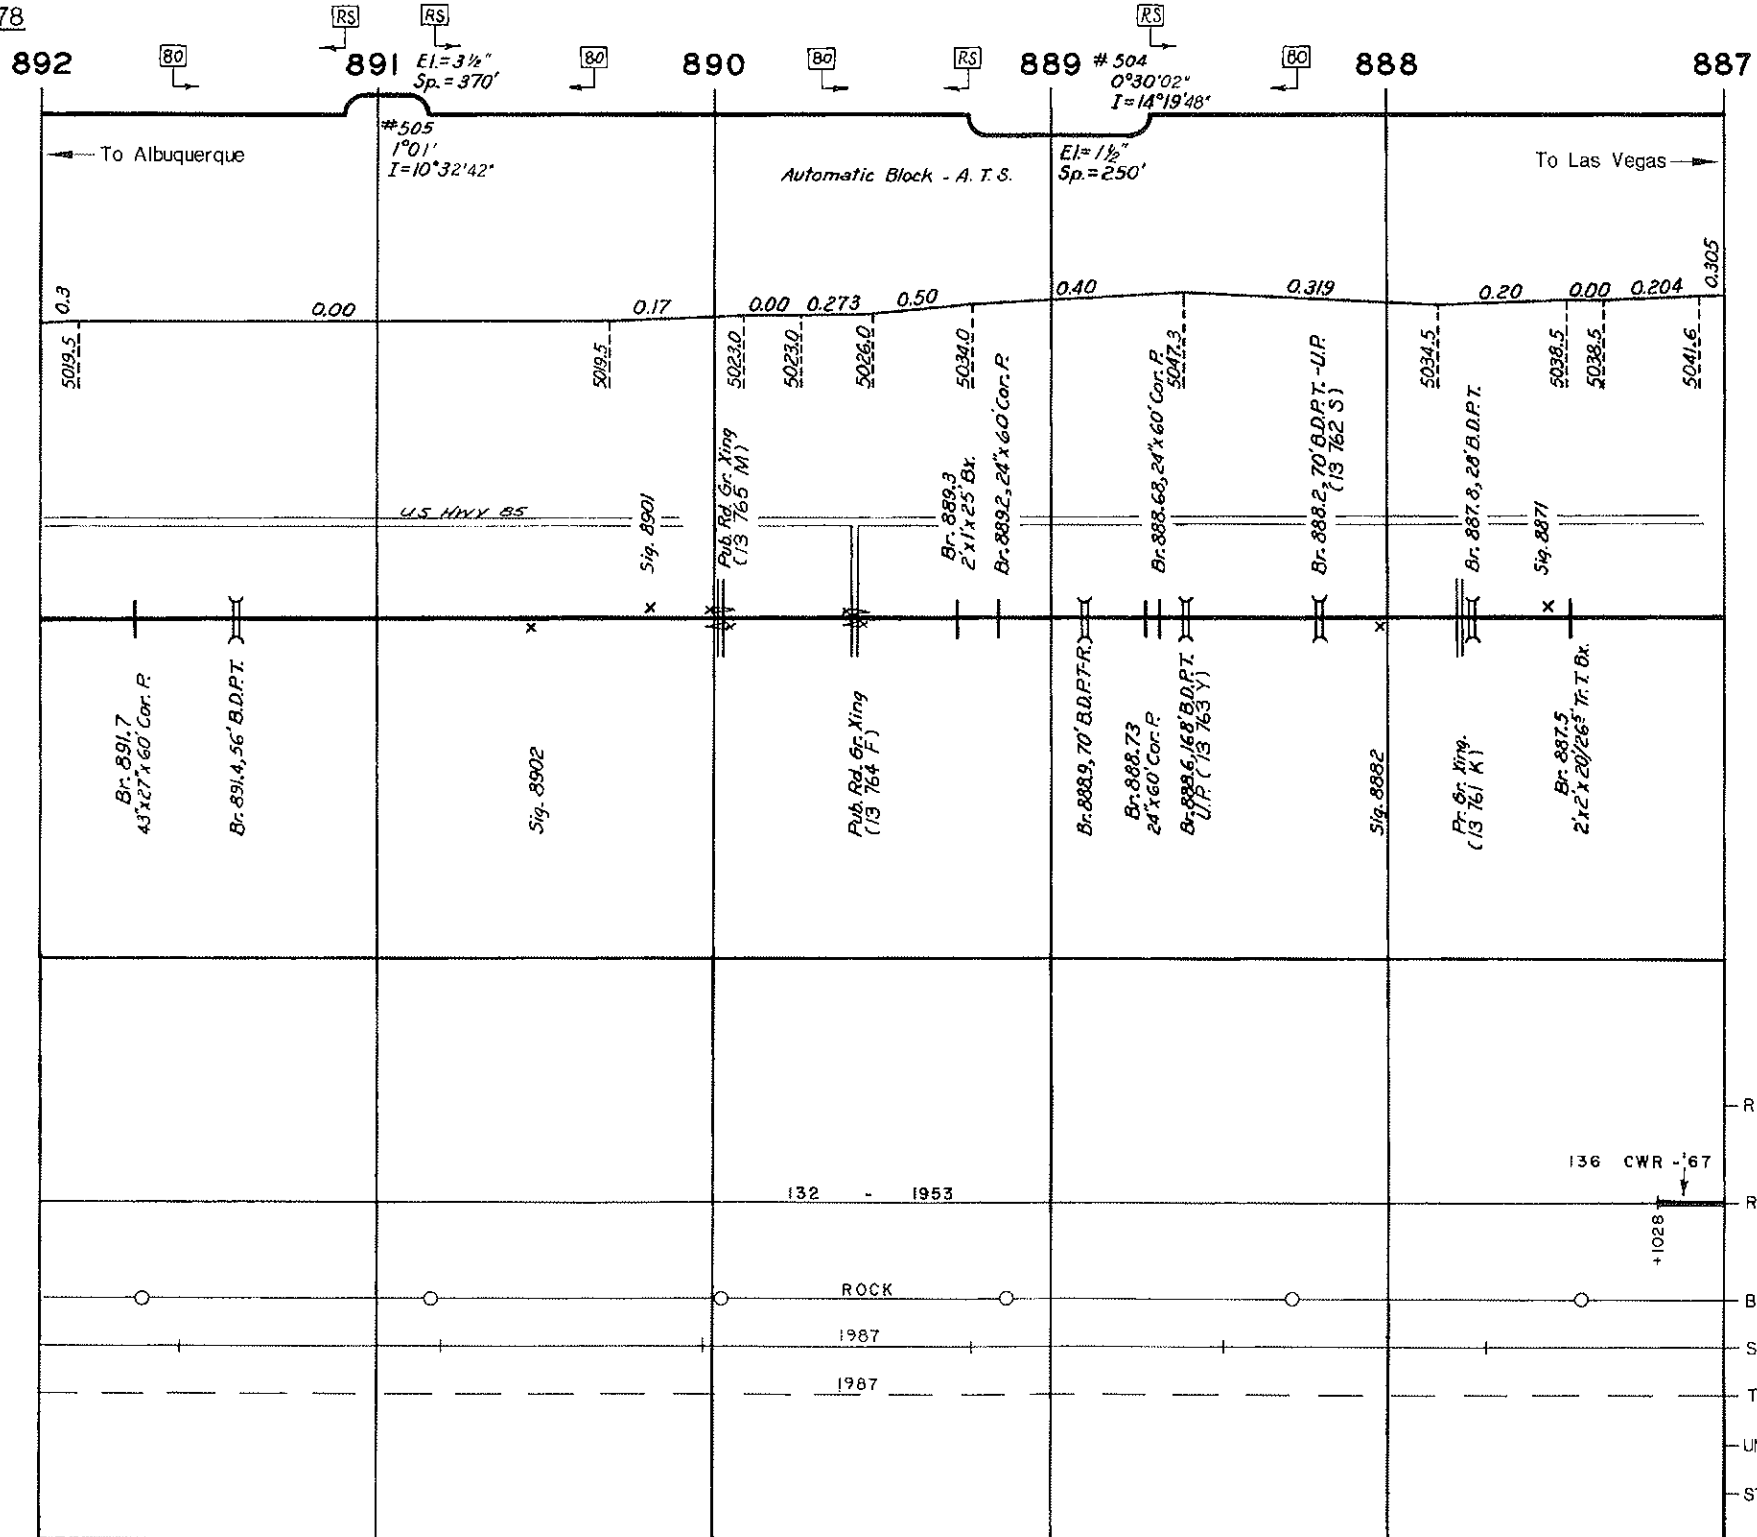 78
RS
RS
RS
892
80
891
El.=3½"
Sp.=370'
80
890
80
RS
889
#504
0°30'02"
I=14°19'48"
80
888
887
To Albuquerque
#505
1°01'
I=10°32'42"
Automatic Block - A.T.S.
El.=1½"
Sp.=250'
To Las Vegas
0.3
0.00
0.17
0.00
0.273
0.50
0.40
0.319
0.20
0.00
0.204
0.305
5019.5
5019.5
5023.0
5023.0
5026.0
5034.0
5047.3
5034.5
5038.5
5038.5
5041.6
US HWY 85
Sig. 8901
Pub. Rd. Gr. Xing
(13 765 M)
Br. 889.3
2'x1'x25' Bx.
Br. 889.2, 24"x60' Cor. P.
Br. 888.68, 24"x60' Cor. P.
Br. 888.2, 70' B.D.P.T. - U.P.
(13 762 S)
Br. 887.8, 28' B.D.P.T.
Sig. 8871
Br. 891.7
43"x27"x60' Cor. P.
Br. 891.4, 56' B.D.P.T.
Sig. 8902
Pub. Rd. Gr. Xing
(13 764 F)
Br. 888.9, 70' B.D.P.T-R.
Br. 888.73
24"x60' Cor. P.
Br. 888.6, 168' B.D.P.T.
U.P. (13 763 Y)
Sig. 8882
Pr. Gr. Xing.
(13 761 K)
Br. 887.5
2'x2'x20/26⁵' Tr. T. Bx.
R
136 CWR - '67
132 - 1953
R
+1028
ROCK
B
1987
S
1987
T
U
S